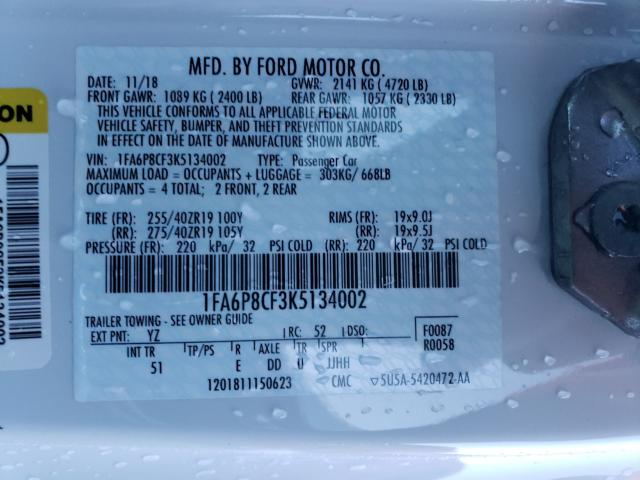 MFD. BY FORD MOTOR CO.
DATE: 11/18 GVWR: 2141 KG ( 4720 LB)
FRONT GAWR: 1089 KG ( 2400 LB) REAR GAWR: 1057 KG ( 2330 LB)
THIS VEHICLE CONFORMS TO ALL APPLICABLE FEDERAL MOTOR
VEHICLE SAFETY, BUMPER, AND THEFT PREVENTION STANDARDS
IN EFFECT ON THE DATE OF MANUFACTURE SHOWN ABOVE.
VIN: 1FA6P8CF3K5134002 TYPE: Passenger Car
MAXIMUM LOAD = OCCUPANTS + LUGGAGE = 303KG/ 668LB
OCCUPANTS = 4 TOTAL; 2 FRONT, 2 REAR
TIRE (FR): 255/40ZR19 100Y RIMS (FR): 19x9.0J
(RR): 275/40ZR19 105Y (RR): 19x9.5J
PRESSURE (FR): 220 kPa/ 32 PSI COLD (RR): 220 kPa/ 32 PSI COLD
1FA6P8CF3K5134002
TRAILER TOWING - SEE OWNER GUIDE
EXT PNT: YZ RC: 52 DSO: F0087
INT TR TP/PS R AXLE TR SPR R0058
51 E DD U JJHH
1201811150623 CMC 5U5A-5420472-AA
ON